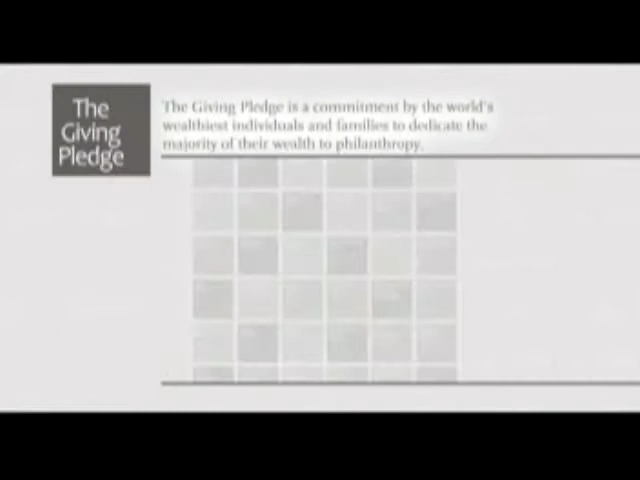 The
Giving
Pledge
The Giving Pledge is a commitment by the world's
wealthiest individuals and families to dedicate the
majority of their wealth to philanthropy.